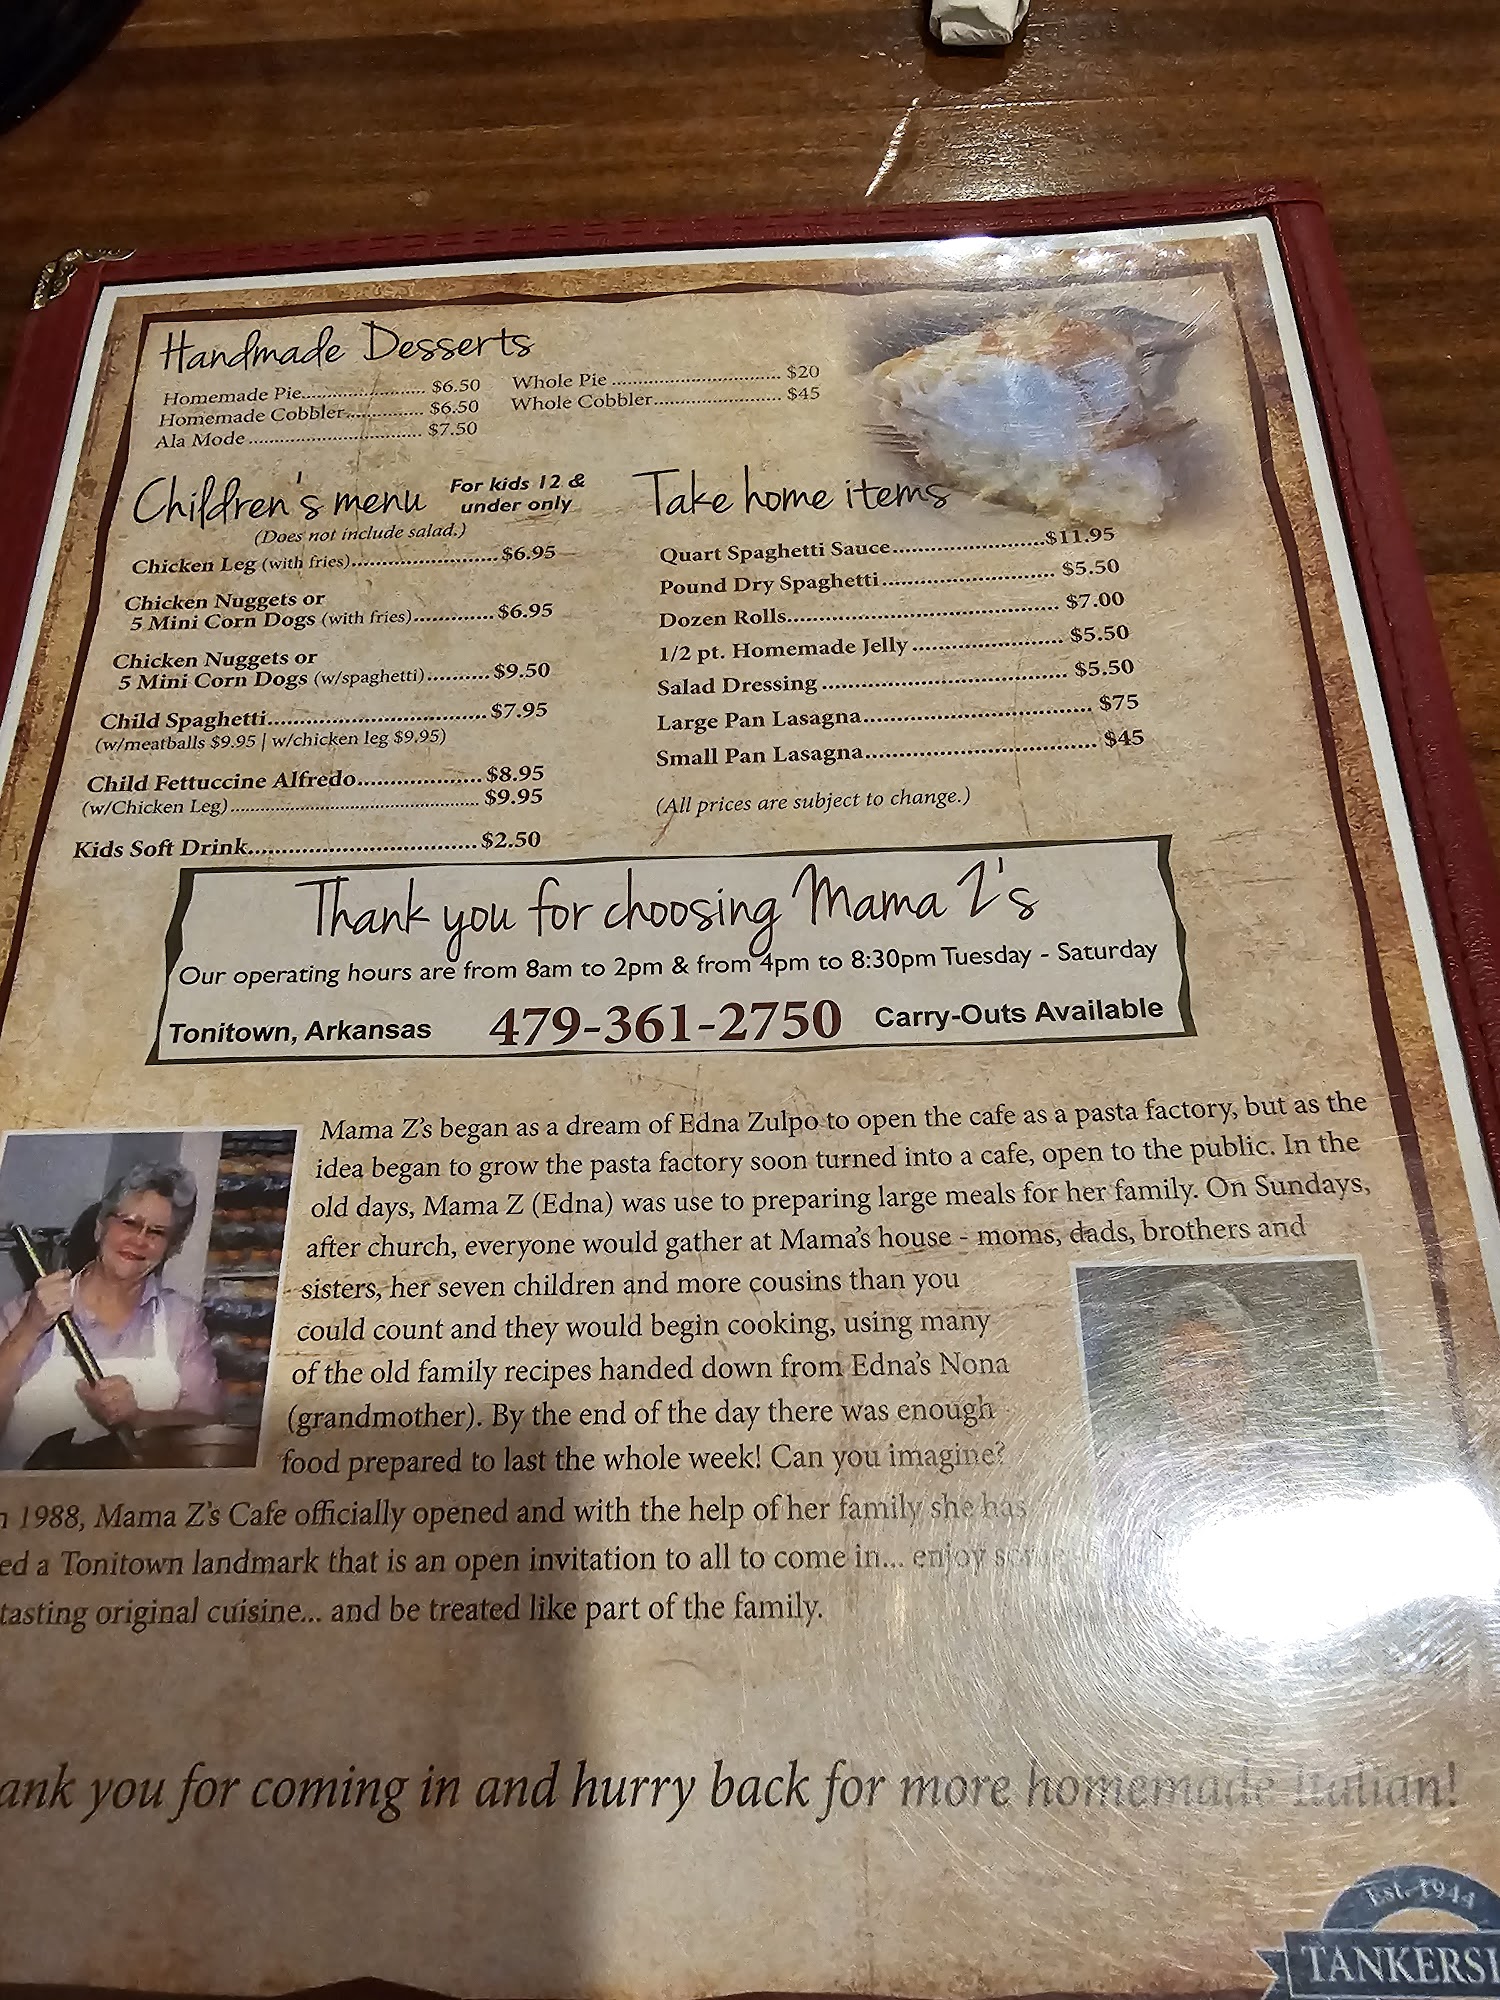 Handmade Desserts
Homemade Pie.......................... $6.50
Homemade Cobbler................ $6.50
Ala Mode.................................... $7.50
Whole Pie.................................... $20
Whole Cobbler........................... $45
Children's menu
For kids 12 &
under only
(Does not include salad.)
Chicken Leg (with fries).........................$6.95
Chicken Nuggets or
5 Mini Corn Dogs (with fries)..............$6.95
Chicken Nuggets or
5 Mini Corn Dogs (w/spaghetti)...........$9.50
Child Spaghetti......................................$7.95
(w/meatballs $9.95 | w/chicken leg $9.95)
Child Fettuccine Alfredo.....................$8.95
(w/Chicken Leg)...............................................$9.95
Kids Soft Drink.......................................$2.50
Take home items
Quart Spaghetti Sauce..........................$11.95
Pound Dry Spaghetti............................. $5.50
Dozen Rolls.............................................. $7.00
1/2 pt. Homemade Jelly.......................... $5.50
Salad Dressing.......................................... $5.50
Large Pan Lasagna....................................... $75
Small Pan Lasagna....................................... $45
(All prices are subject to change.)
Thank you for choosing Mama Z's
Our operating hours are from 8am to 2pm & from 4pm to 8:30pm Tuesday - Saturday
Tonitown, Arkansas 479-361-2750 Carry-Outs Available
Mama Z's began as a dream of Edna Zulpo to open the cafe as a pasta factory, but as the
idea began to grow the pasta factory soon turned into a cafe, open to the public. In the
old days, Mama Z (Edna) was use to preparing large meals for her family. On Sundays,
after church, everyone would gather at Mama's house - moms, dads, brothers and
sisters, her seven children and more cousins than you
could count and they would begin cooking, using many
of the old family recipes handed down from Edna's Nona
(grandmother). By the end of the day there was enough
food prepared to last the whole week! Can you imagine?
n 1988, Mama Z's Cafe officially opened and with the help of her family she has
ed a Tonitown landmark that is an open invitation to all to come in... enjoy
tasting original cuisine... and be treated like part of the family.
ank you for coming in and hurry back for more homemade Italian!
Est. 1944
TANKERSL